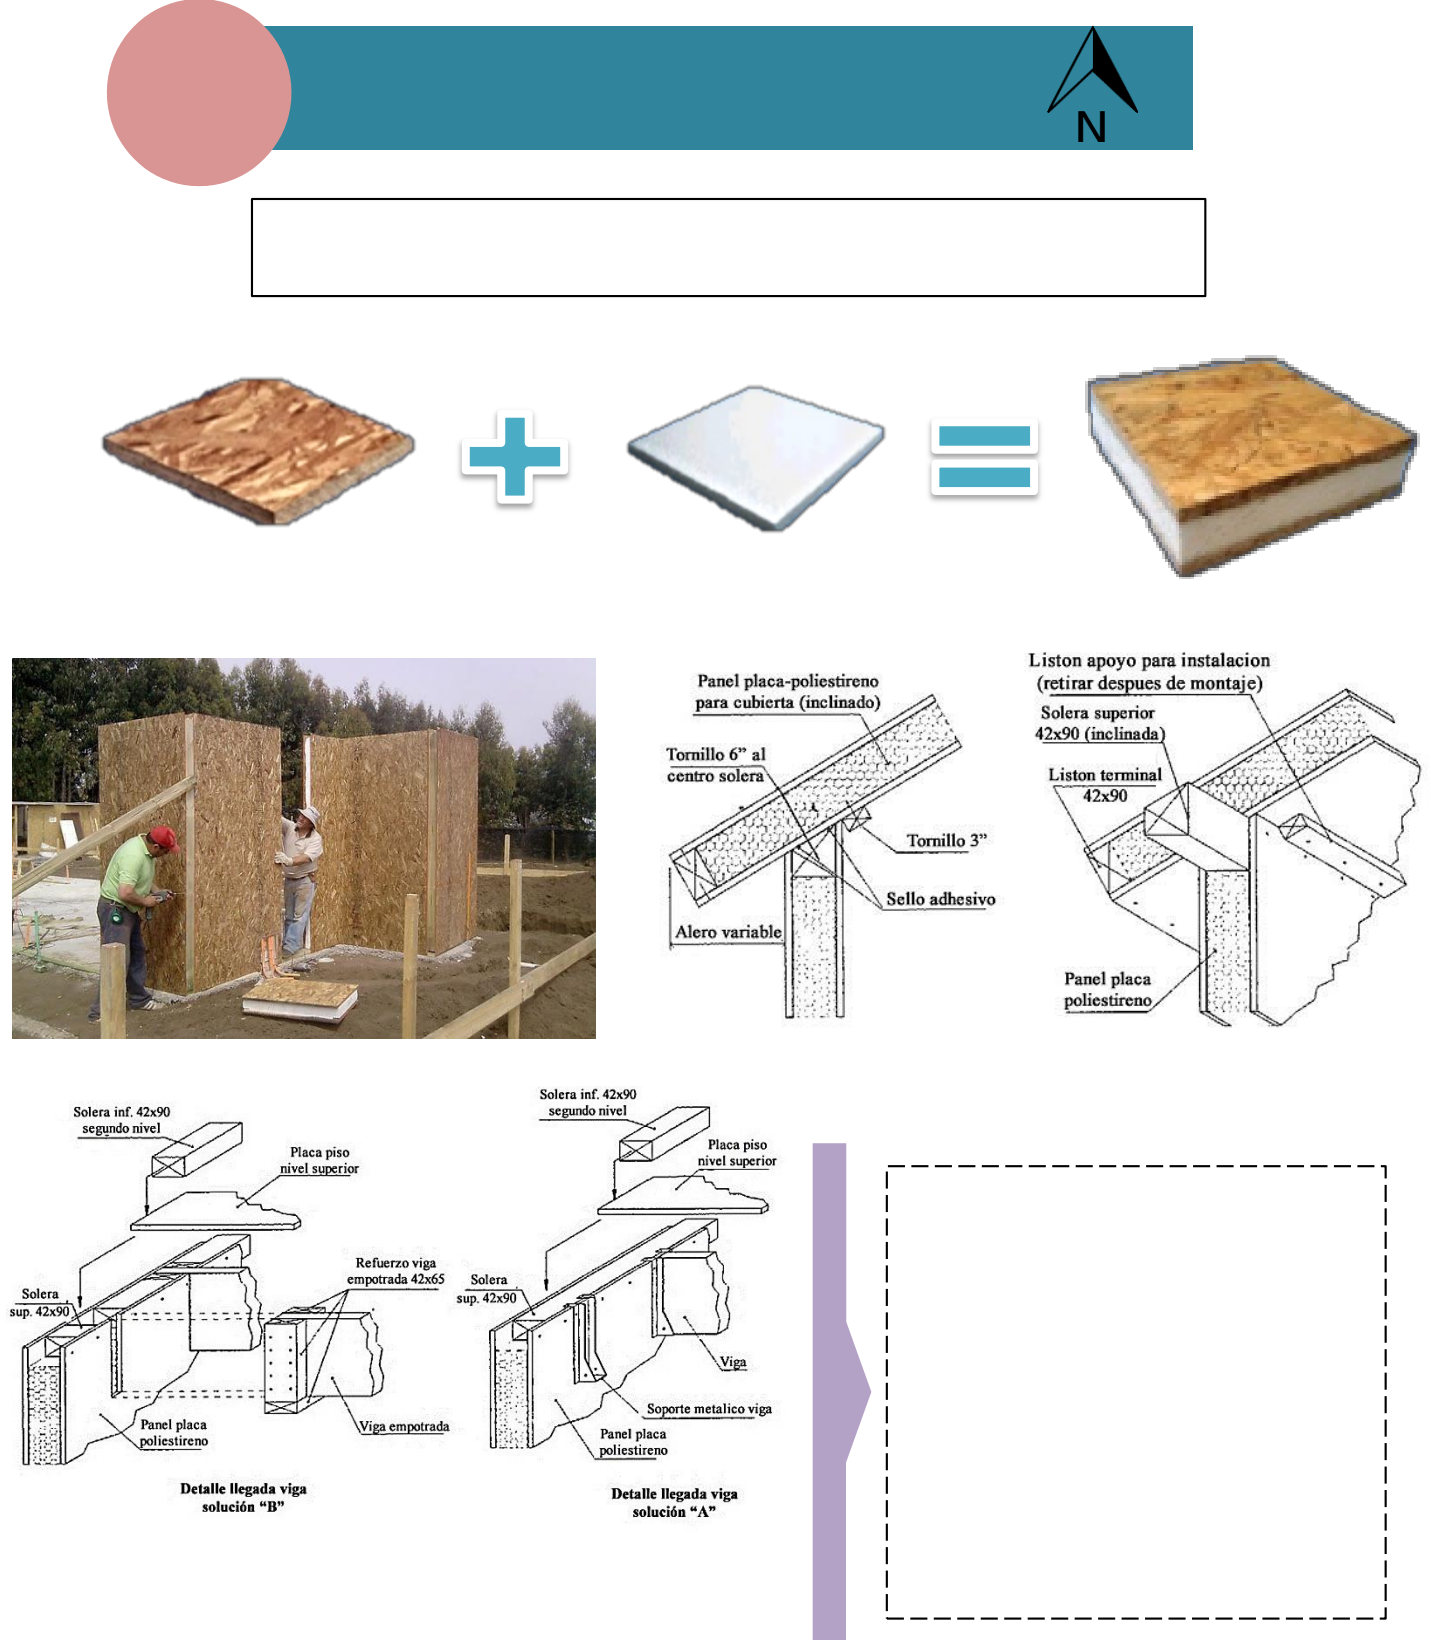 N
Panel placa-poliestireno
para cubierta (inclinado)
Tornillo 6” al
centro solera
Tornillo 3”
Sello adhesivo
Alero variable
Liston apoyo para instalacion
(retirar despues de montaje)
Solera superior
42x90 (inclinada)
Liston terminal
42x90
Panel placa
poliestireno
Solera inf. 42x90
segundo nivel
Placa piso
nivel superior
Refuerzo viga
empotrada 42x65
Solera
sup. 42x90
Viga empotrada
Panel placa
poliestireno
Detalle llegada viga
solución “B”
Solera inf. 42x90
segundo nivel
Placa piso
nivel superior
Solera
sup. 42x90
Viga
Soporte metalico viga
Panel placa
poliestireno
Detalle llegada viga
solución “A”